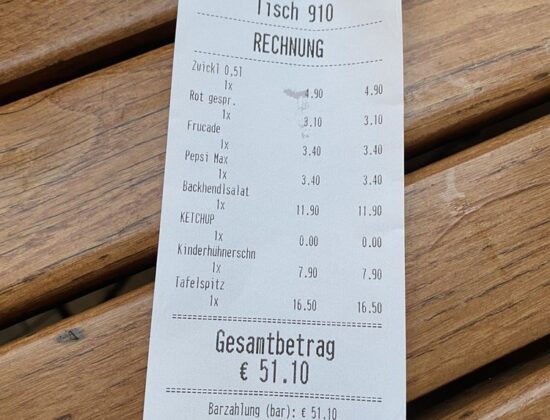 Tisch 910
RECHNUNG
Zwickl 0,5l
1x 4.90 4.90
Rot gespr.
1x 3.10 3.10
Frucade
1x 3.40 3.40
Pepsi Max
1x 3.40 3.40
Backhendlsalat
1x 11.90 11.90
KETCHUP
1x 0.00 0.00
Kinderhühnerschn
1x 7.90 7.90
Tafelspitz
1x 16.50 16.50
Gesamtbetrag
€ 51.10
Barzahlung (bar): € 51.10